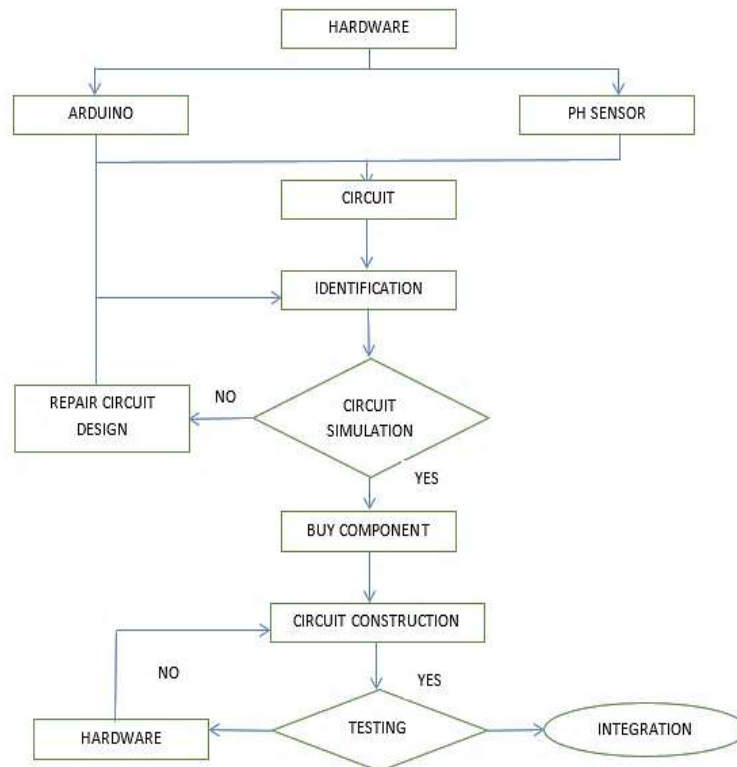 HARDWARE
ARDUINO
PH SENSOR
CIRCUIT
IDENTIFICATION
REPAIR CIRCUIT
DESIGN
NO
CIRCUIT
SIMULATION
YES
BUY COMPONENT
CIRCUIT CONSTRUCTION
NO
YES
HARDWARE
TESTING
INTEGRATION